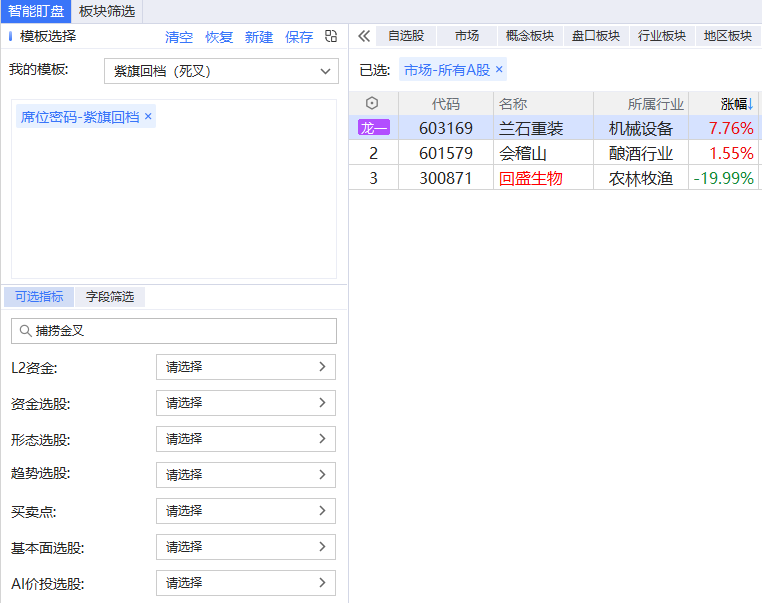 智能盯盘 板块筛选
模板选择 清空 恢复 新建 保存
我的模板: 紫旗回档（死叉）
席位密码-紫旗回档 ×
可选指标 字段筛选
捕捞金叉
L2资金: 请选择
资金选股: 请选择
形态选股: 请选择
趋势选股: 请选择
买卖点: 请选择
基本面选股: 请选择
AI价投选股: 请选择
自选股 市场 概念板块 盘口板块 行业板块 地区板块
已选: 市场-所有A股 ×
代码 名称 所属行业 涨幅↓
龙一 603169 兰石重装 机械设备 7.76%
2 601579 会稽山 酿酒行业 1.55%
3 300871 回盛生物 农林牧渔 -19.99%